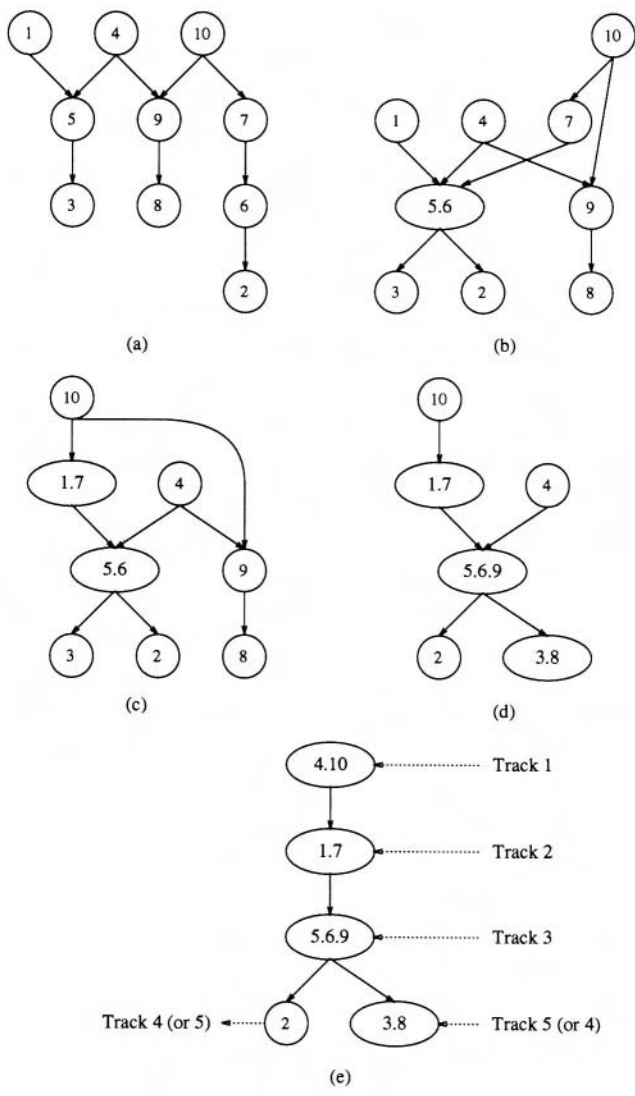 1 4 10
5 9 7
3 8 6
2
(a)
10
1 4 7
5.6 9
3 2 8
(b)
10
1.7 4
5.6 9
3 2 8
(c)
10
1.7 4
5.6.9
2 3.8
(d)
4.10 Track 1
1.7 Track 2
5.6.9 Track 3
Track 4 (or 5) 2 3.8 Track 5 (or 4)
(e)